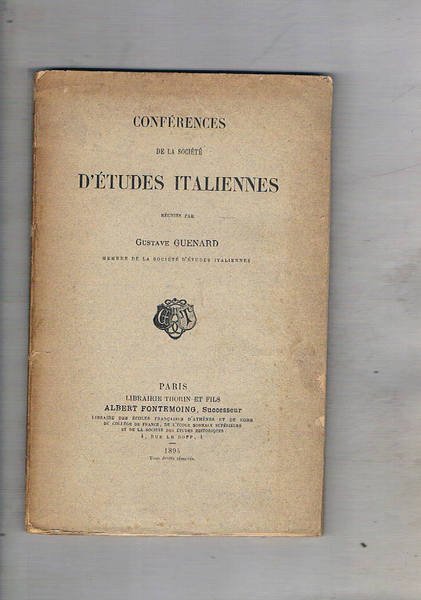 CONFÉRENCES
DE LA SOCIÉTÉ
D'ÉTUDES ITALIENNES
RÉUNIES PAR
GUSTAVE GUENARD
MEMBRE DE LA SOCIÉTÉ D'ÉTUDES ITALIENNES
PARIS
LIBRAIRIE THORIN ET FILS
ALBERT FONTEMOING, Successeur
LIBRAIRE DES ÉCOLES FRANÇAISES D'ATHÈNES ET DE ROME
DU COLLÈGE DE FRANCE, DE L'ÉCOLE NORMALE SUPÉRIEURE
ET DE LA SOCIÉTÉ DES ÉTUDES HISTORIQUES
4, RUE LE GOFF, 4
1895
Tous droits réservés.